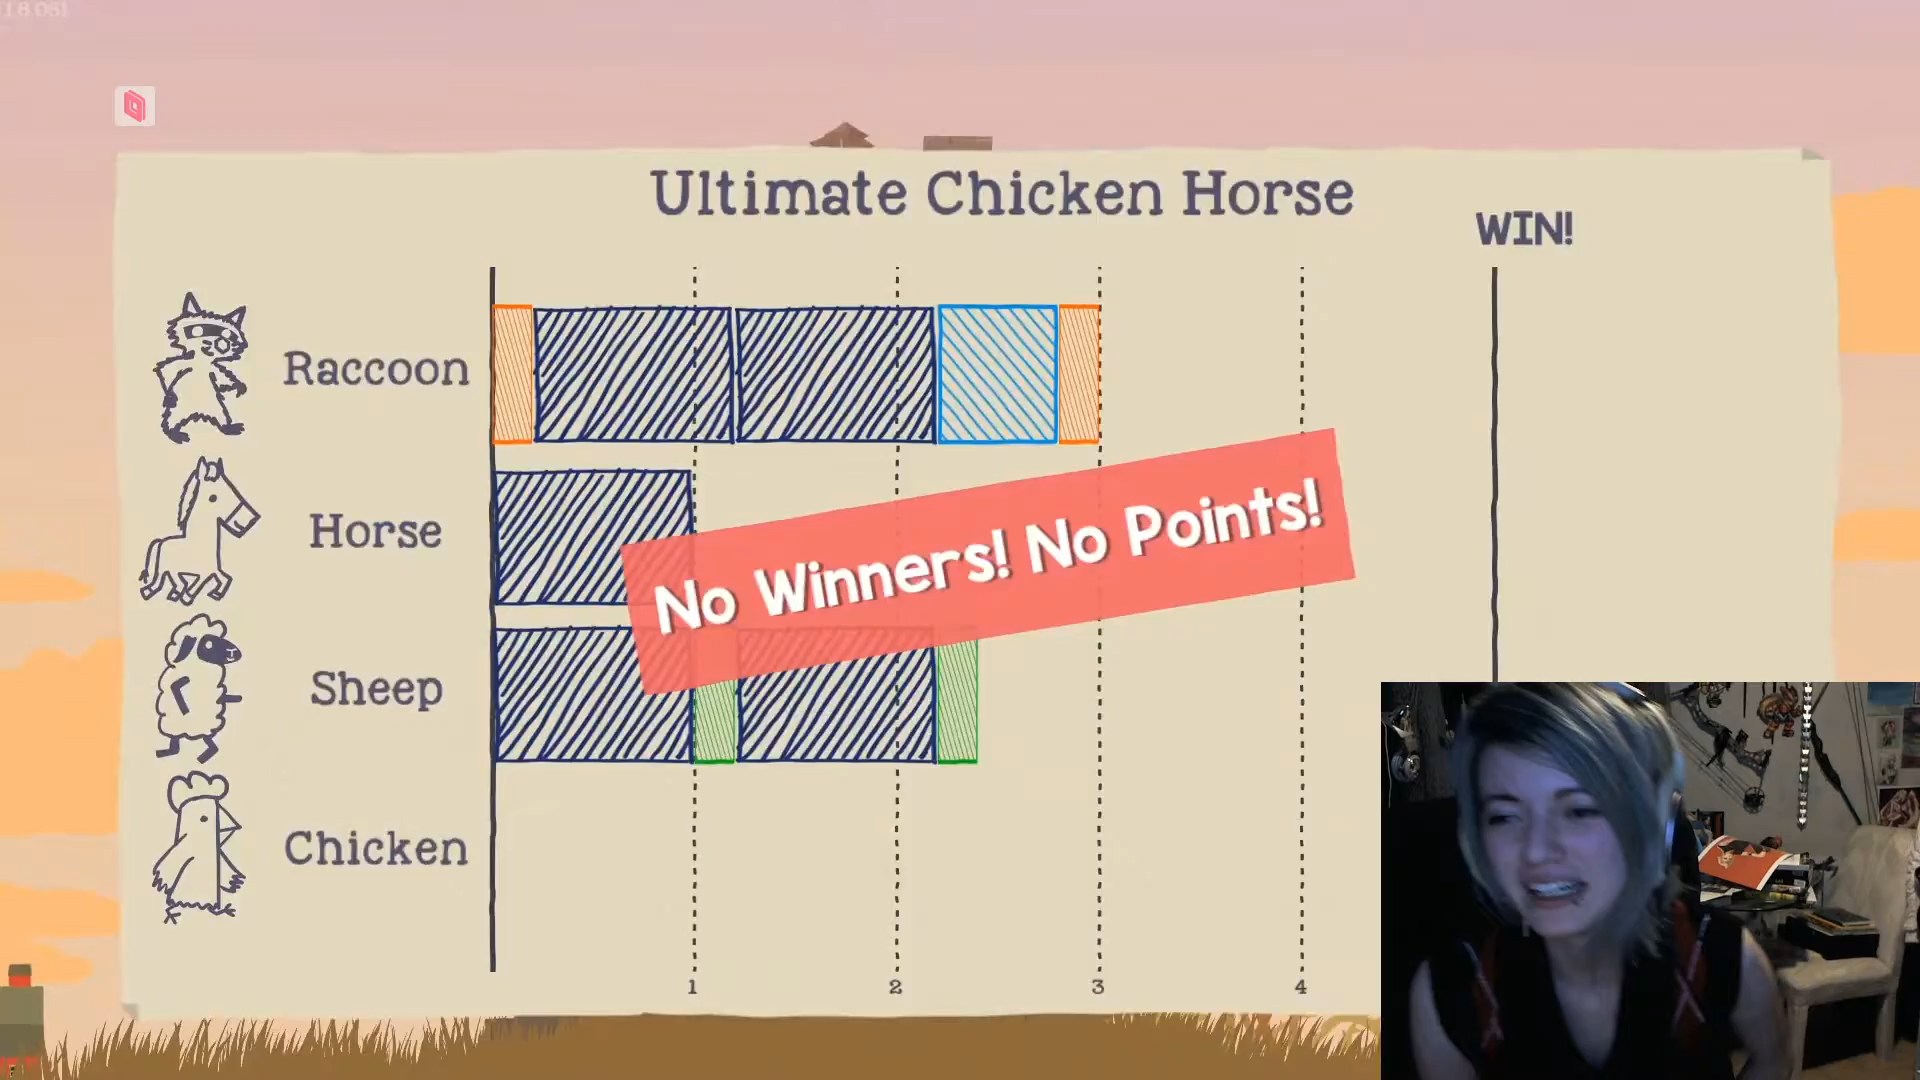 Ultimate Chicken Horse
WIN!
Raccoon
Horse
No Winners! No Points!
Sheep
Chicken
1 2 3 4